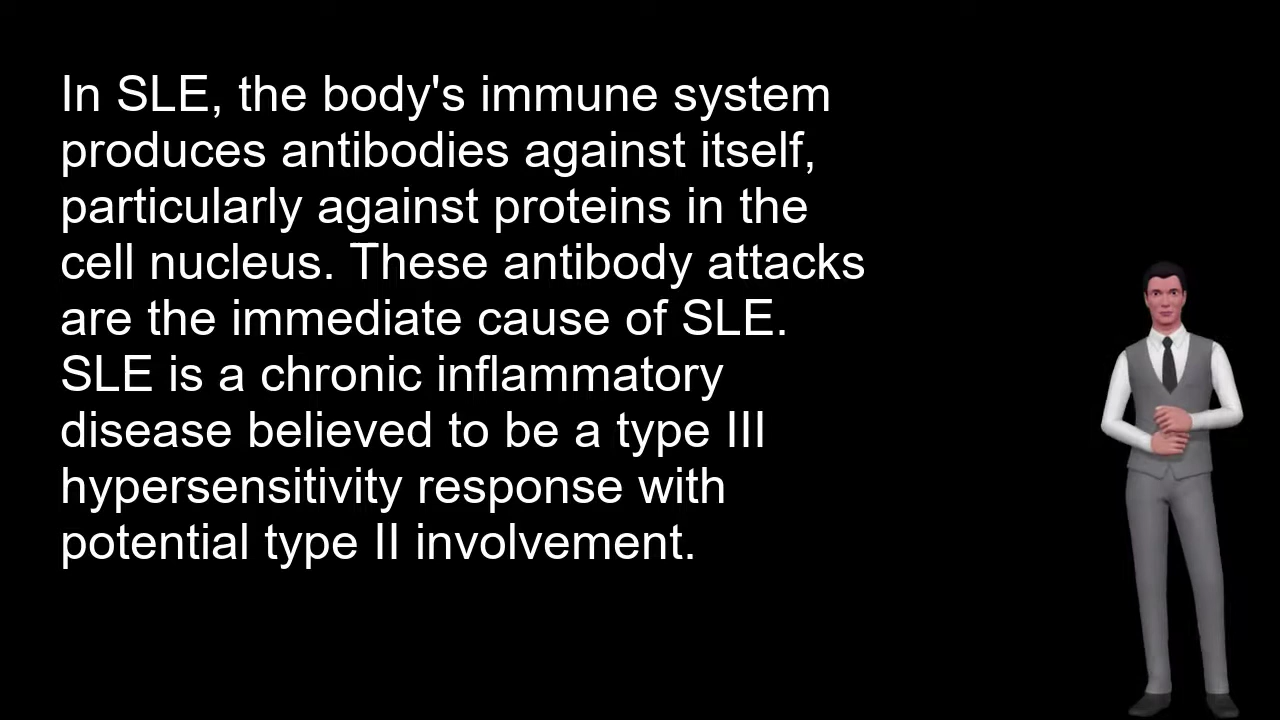 In SLE, the body's immune system
produces antibodies against itself,
particularly against proteins in the
cell nucleus. These antibody attacks
are the immediate cause of SLE.
SLE is a chronic inflammatory
disease believed to be a type III
hypersensitivity response with
potential type II involvement.